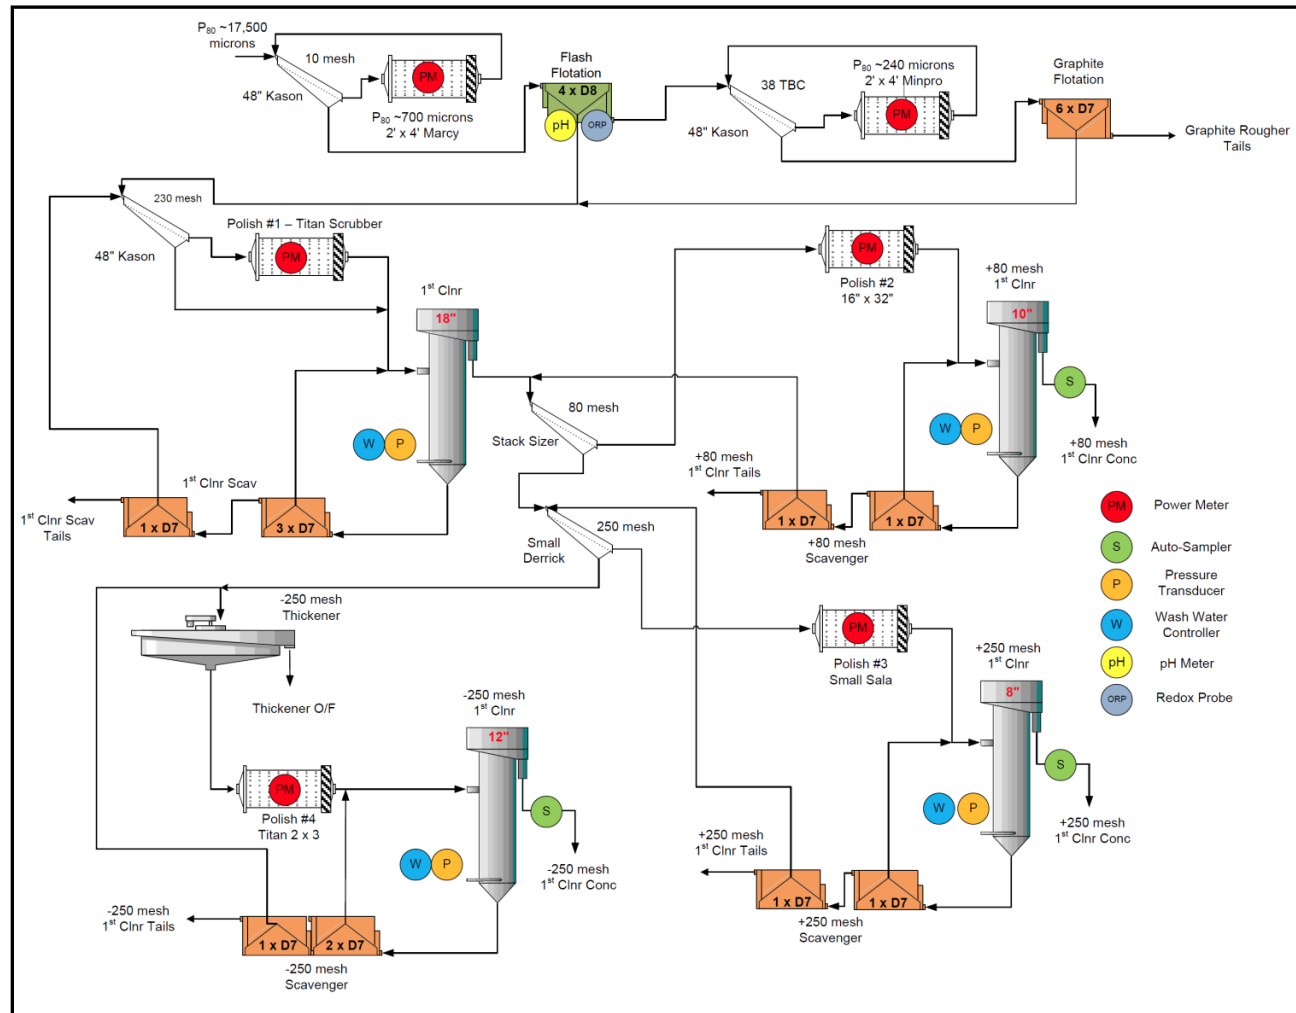 P80 ~17,500
microns
10 mesh
PM
48" Kason
P80 ~700 microns
2' x 4' Marcy
Flash
Flotation
4 x D8
pH
ORP
38 TBC
48" Kason
P80 ~240 microns
2' x 4' Minpro
PM
Graphite
Flotation
6 x D7
Graphite Rougher
Tails
230 mesh
48" Kason
Polish #1 – Titan Scrubber
PM
1st Clnr
18"
W
P
1st Clnr Scav
1 x D7
3 x D7
1st Clnr Scav
Tails
80 mesh
Stack Sizer
250 mesh
Small
Derrick
PM
Polish #2
16" x 32"
+80 mesh
1st Clnr
10"
S
W
P
+80 mesh
1st Clnr Conc
+80 mesh
1st Clnr Tails
1 x D7
1 x D7
+80 mesh
Scavenger
PM
Power Meter
S
Auto-Sampler
P
Pressure
Transducer
W
Wash Water
Controller
pH
pH Meter
ORP
Redox Probe
-250 mesh
Thickener
Thickener O/F
PM
Polish #4
Titan 2 x 3
-250 mesh
1st Clnr
12"
S
W
P
-250 mesh
1st Clnr Conc
-250 mesh
1st Clnr Tails
1 x D7
2 x D7
-250 mesh
Scavenger
PM
Polish #3
Small Sala
+250 mesh
1st Clnr
8"
S
W
P
+250 mesh
1st Clnr Conc
+250 mesh
1st Clnr Tails
1 x D7
1 x D7
+250 mesh
Scavenger